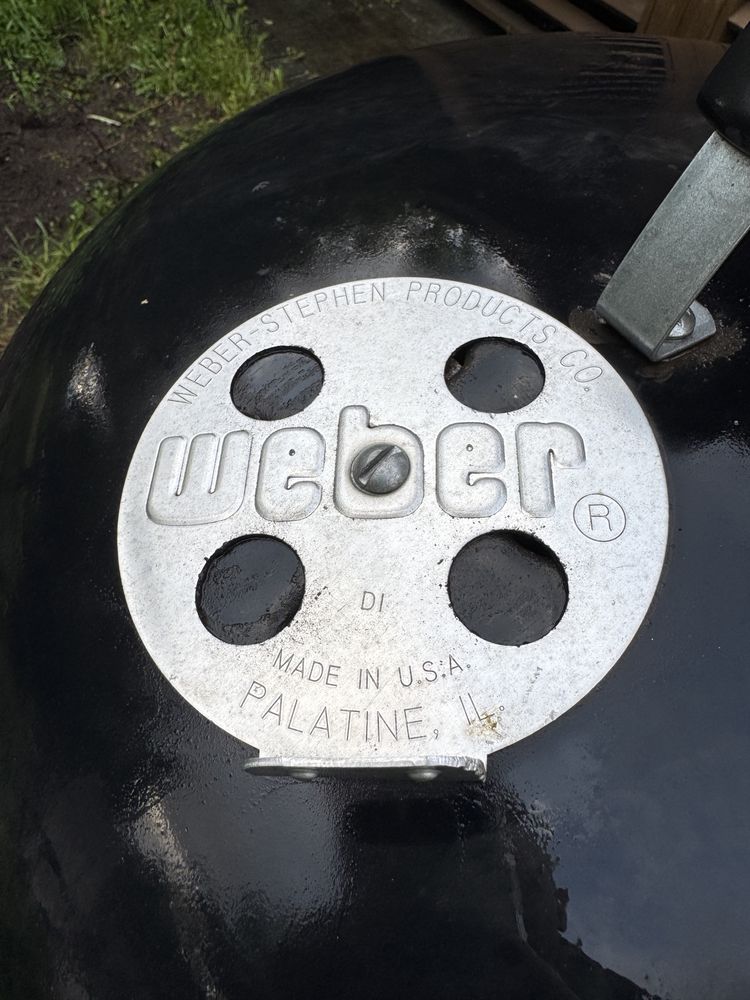 WEBER-STEPHEN PRODUCTS CO.
weber®
DI
MADE IN U.S.A.
PALATINE, IL.